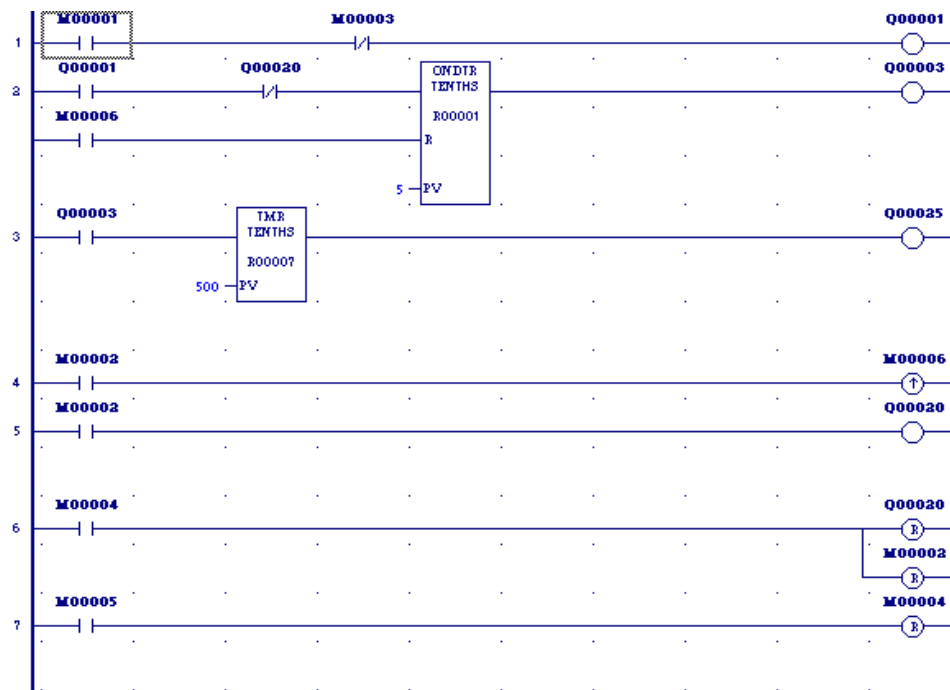 M00001 M00003 Q00001
1
Q00001 Q00020 ONDTR Q00003
2 TENTHS
M00006 R00001
R
5 PV
Q00003 TMR Q00025
3 TENTHS
R00007
500 PV
M00002 M00006
4 ↑
M00002 Q00020
5
M00004 Q00020
6 R
M00002
R
M00005 M00004
7 R